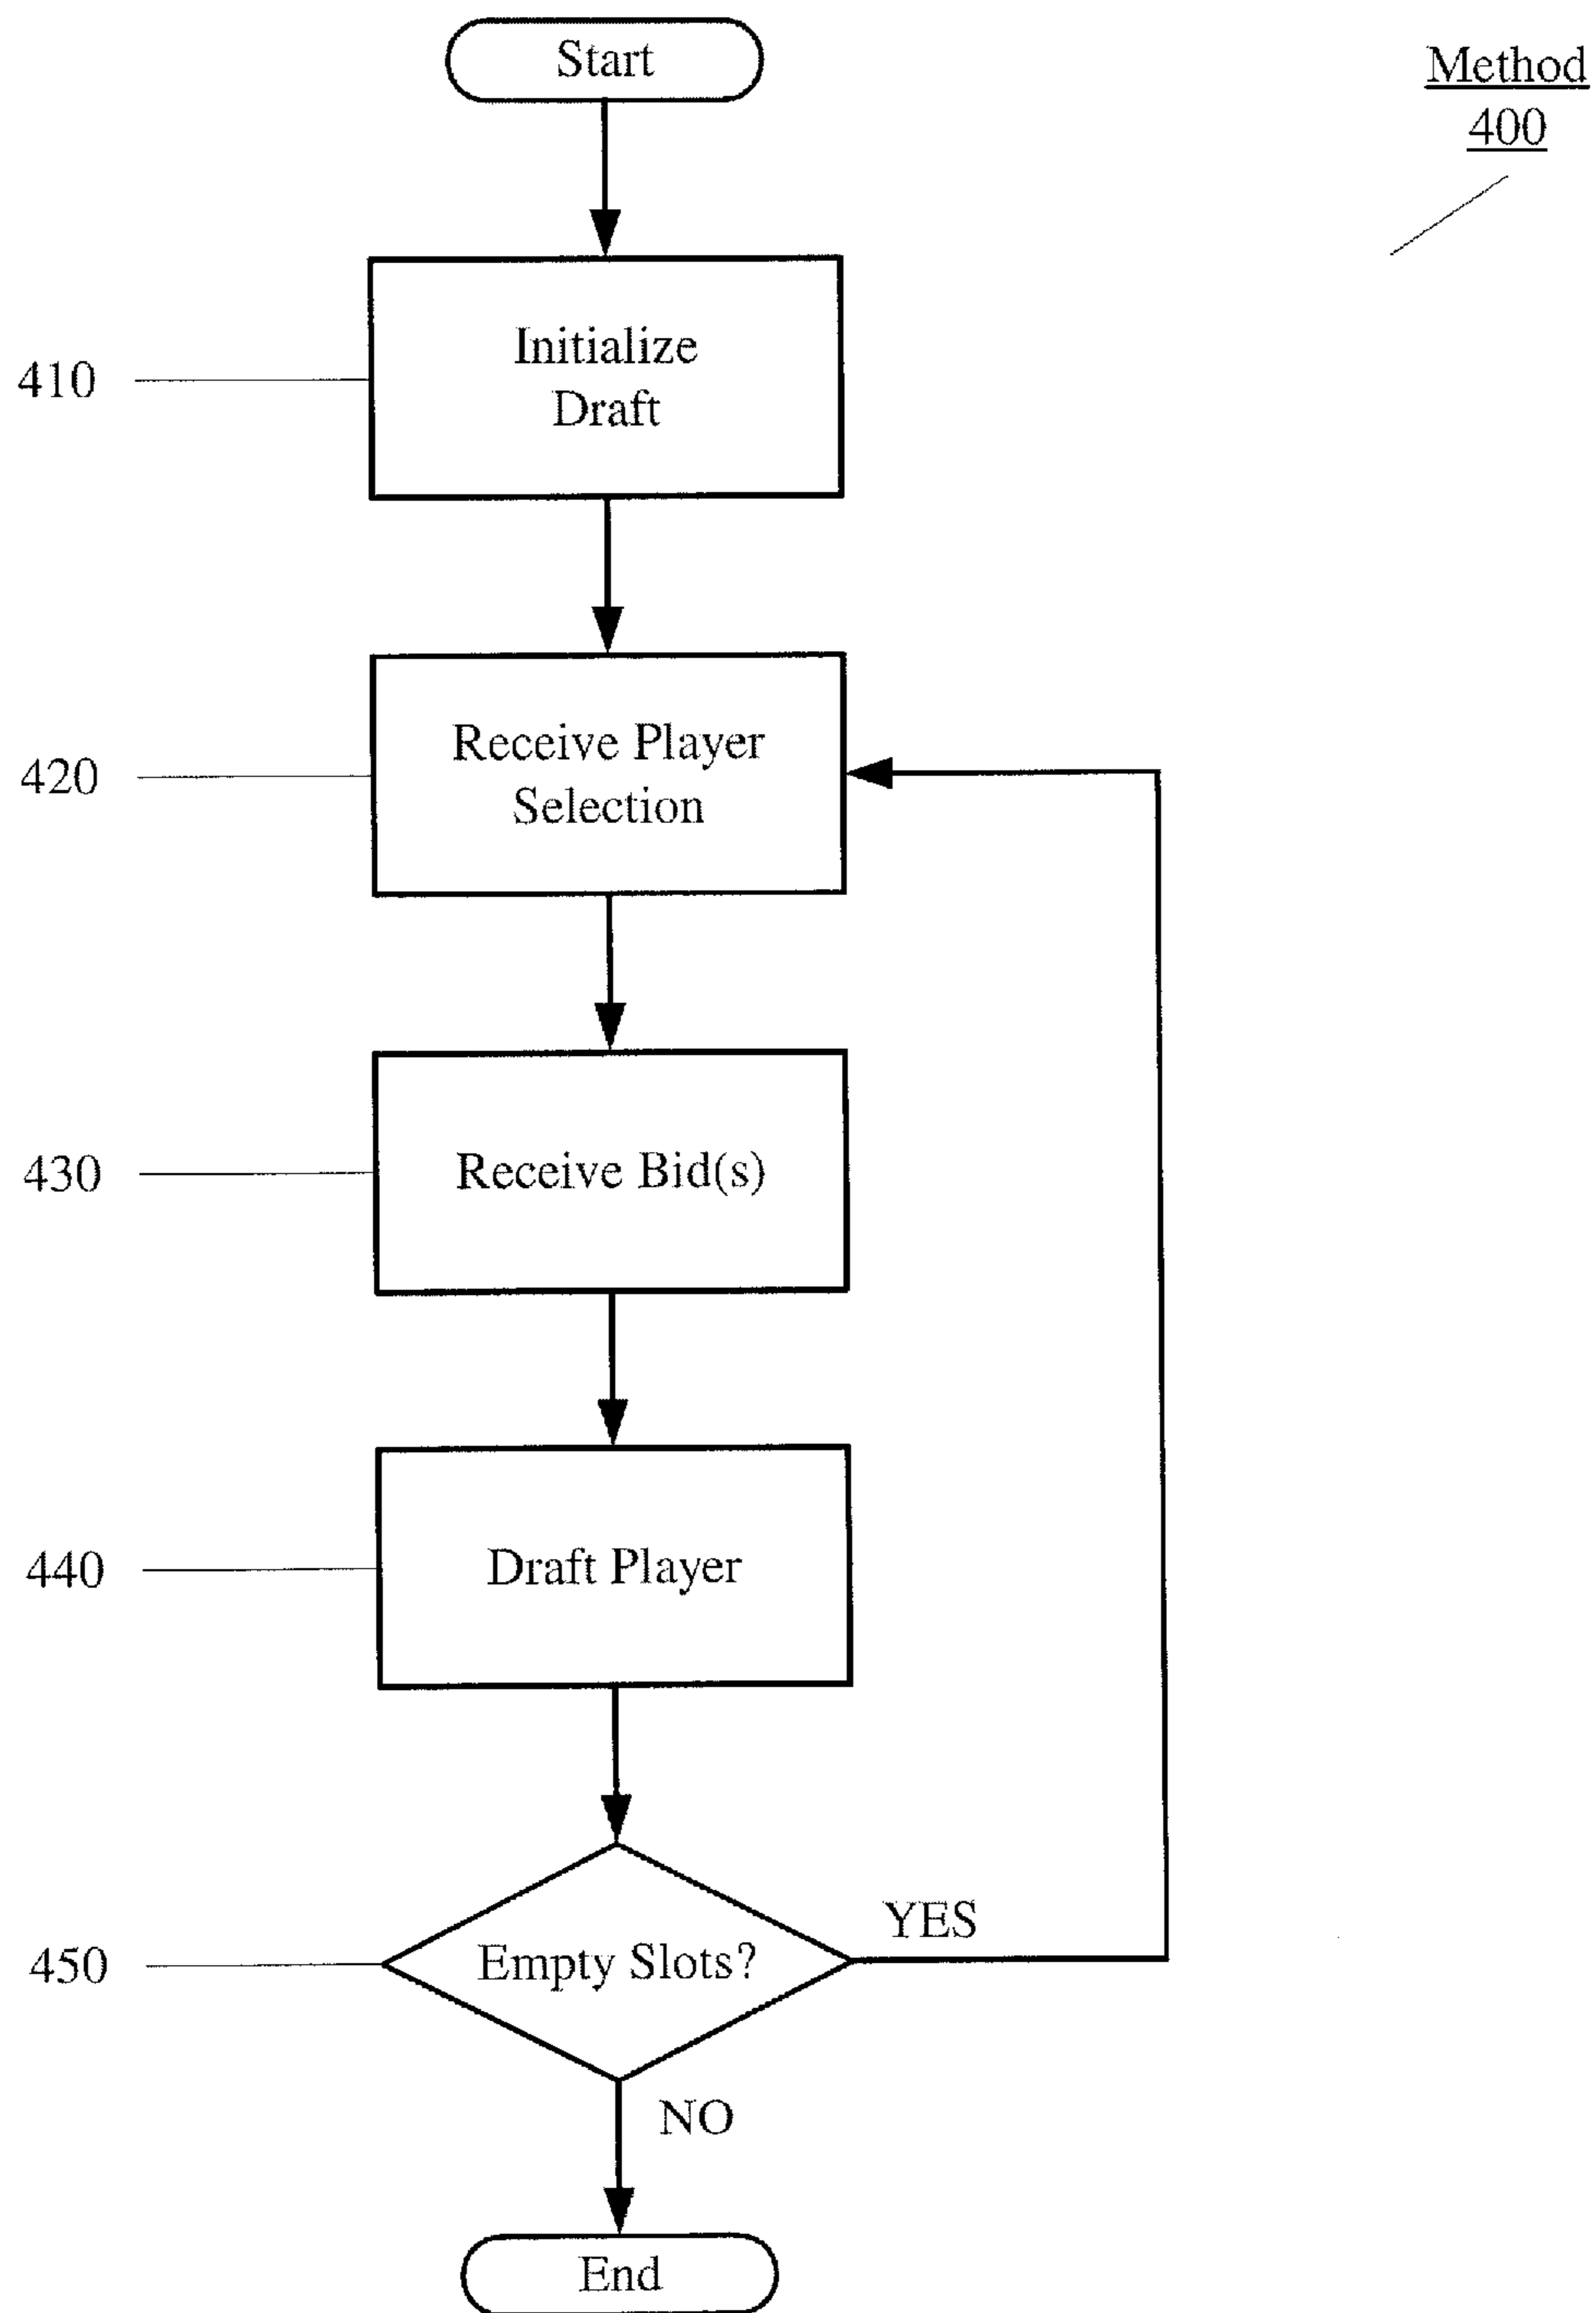 Start
Method
400
410
Initialize
Draft
420
Receive Player
Selection
430
Receive Bid(s)
440
Draft Player
450
Empty Slots?
YES
NO
End